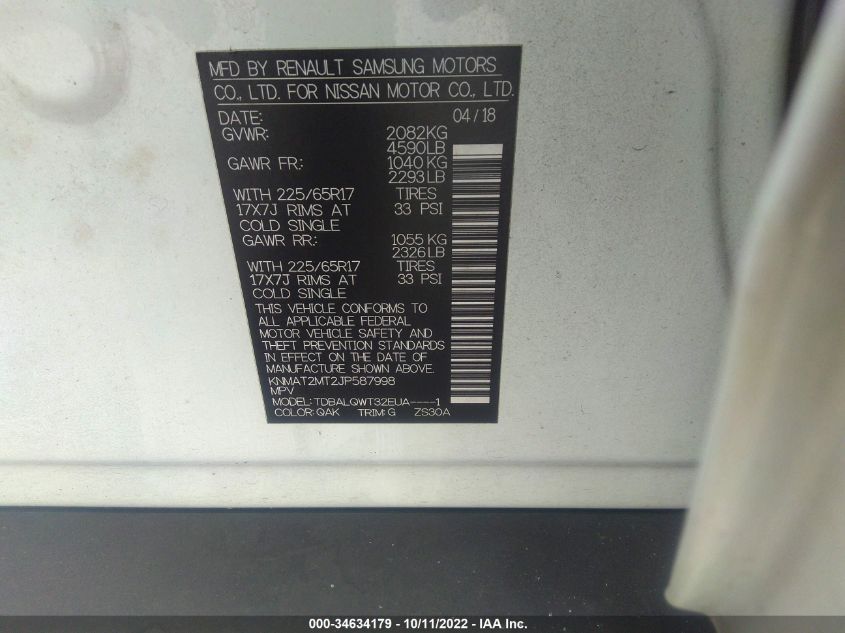 MFD BY RENAULT SAMSUNG MOTORS
CO., LTD. FOR NISSAN MOTOR CO., LTD.
DATE: 04/18
GVWR: 2082KG
4590LB
GAWR FR: 1040 KG
2293 LB
WITH 225/65R17 TIRES
17X7J RIMS AT 33 PSI
COLD SINGLE
GAWR RR: 1055 KG
2326 LB
WITH 225/65R17 TIRES
17X7J RIMS AT 33 PSI
COLD SINGLE
THIS VEHICLE CONFORMS TO
ALL APPLICABLE FEDERAL
MOTOR VEHICLE SAFETY AND
THEFT PREVENTION STANDARDS
IN EFFECT ON THE DATE OF
MANUFACTURE SHOWN ABOVE.
KNMAT2MT2JP587998
MPV
MODEL: TDBALQWT32EUA----1
COLOR: QAK TRIM: G ZS30A
000-34634179 - 10/11/2022 - IAA Inc.